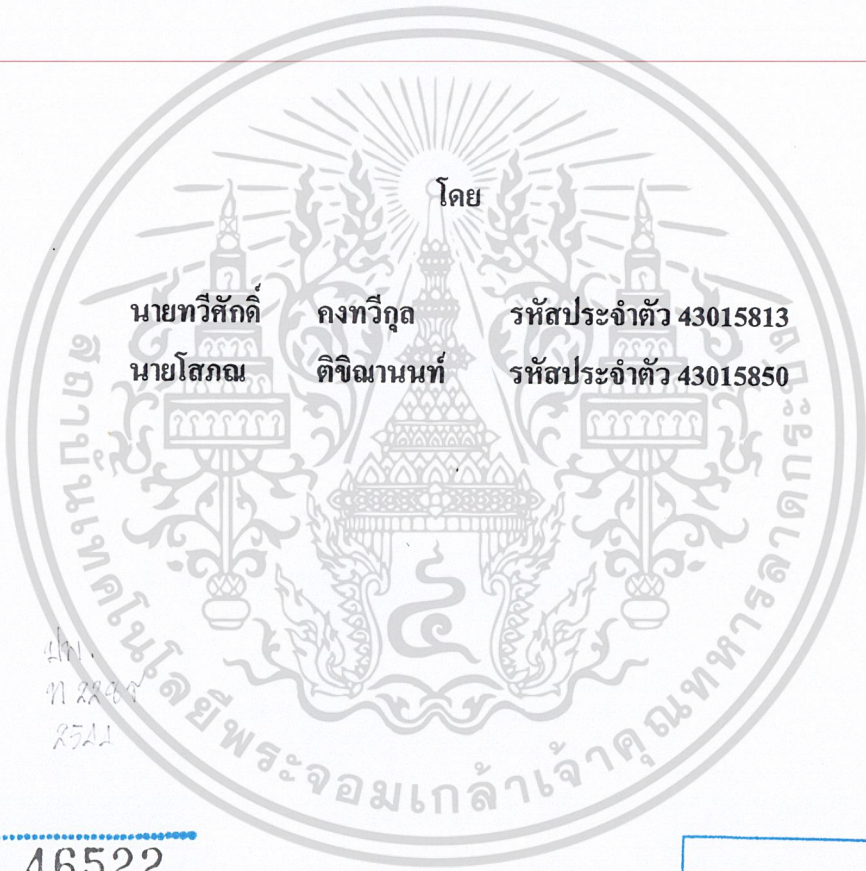 โดย
นายทวีศักดิ์ คงทวีกุล รหัสประจำตัว 43015813
นายโสภณ ติขิณานนท์ รหัสประจำตัว 43015850
สถาบันเทคโนโลยีพระจอมเกล้าเจ้าคุณทหารลาดกระบัง
ปพ.
2544
46522